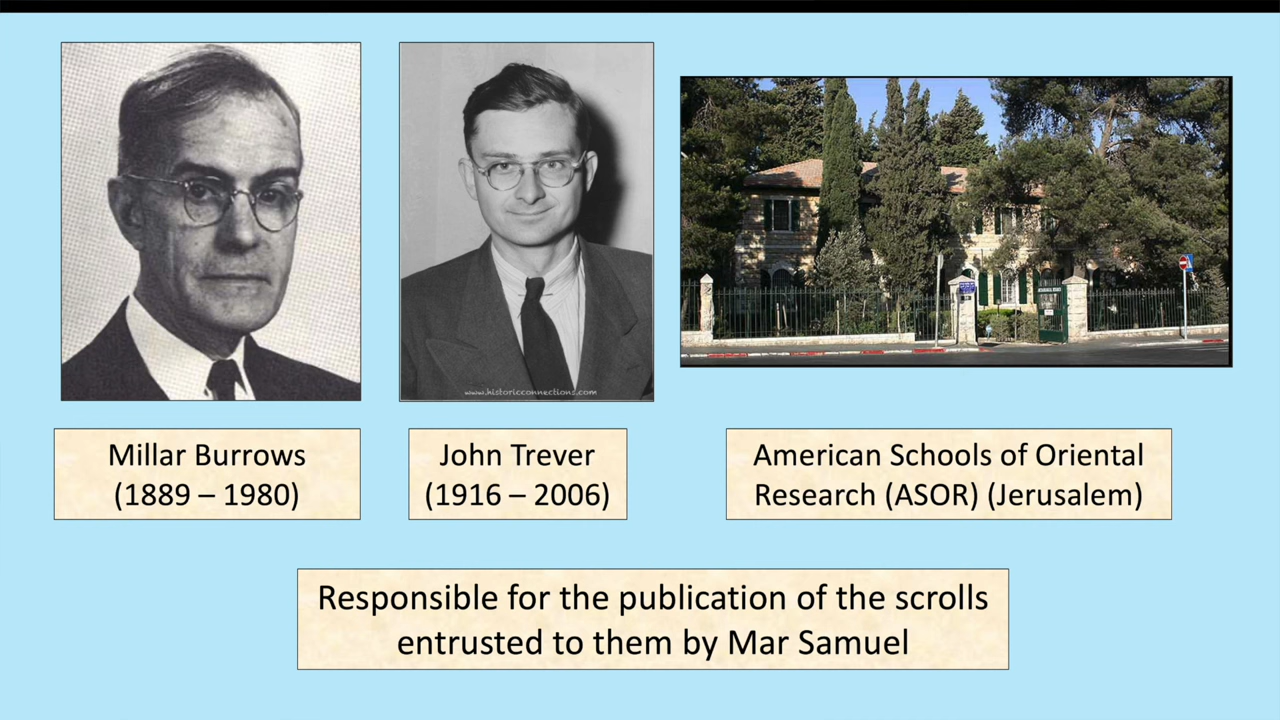 www.historicconnections.com
Millar Burrows
(1889 – 1980)
John Trever
(1916 – 2006)
American Schools of Oriental
Research (ASOR) (Jerusalem)
Responsible for the publication of the scrolls
entrusted to them by Mar Samuel